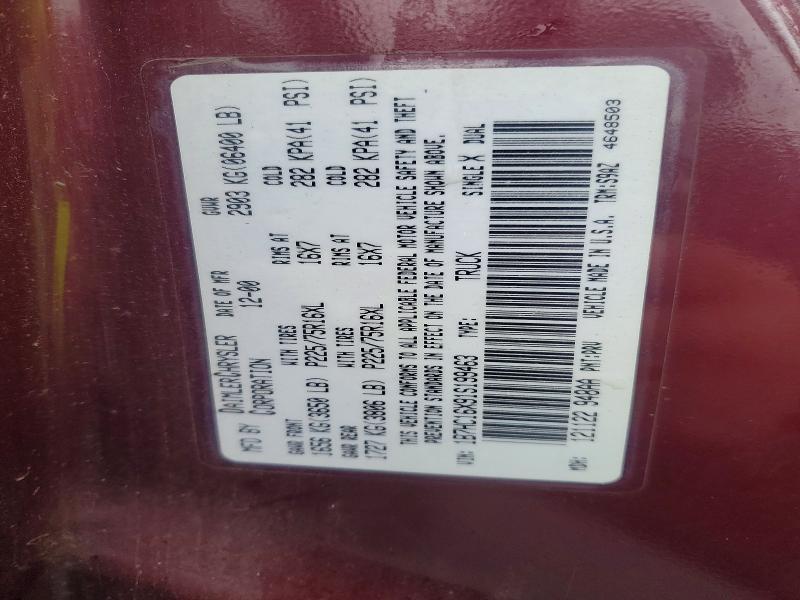 MFD BY DAIMLERCHRYSLER CORPORATION DATE OF MFR 12-00 GVWR 2903 KG(06400 LB)
GAWR FRONT WITH TIRES RIMS AT COLD
1656 KG(3650 LB) P225/75R16XL 16X7 282 KPA(41 PSI)
GAWR REAR WITH TIRES RIMS AT COLD
1727 KG(3806 LB) P225/75R16XL 16X7 282 KPA(41 PSI)
THIS VEHICLE CONFORMS TO ALL APPLICABLE FEDERAL MOTOR VEHICLE SAFETY AND THEFT
PREVENTION STANDARDS IN EFFECT ON THE DATE OF MANUFACTURE SHOWN ABOVE.
VIN: 1B7HC16X91S199463 TYPE: TRUCK SINGLE X DUAL
MDH: 121122 948AA PNT:PRV VEHICLE MADE IN U.S.A. TRM:S9AZ 4648503